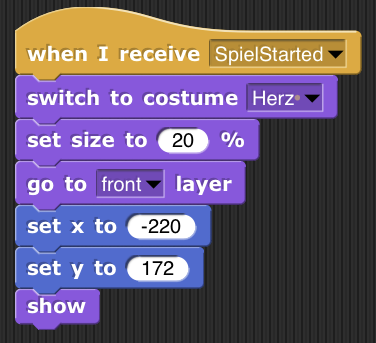 when I receive SpielStarted
switch to costume Herz
set size to 20 %
go to front layer
set x to -220
set y to 172
show